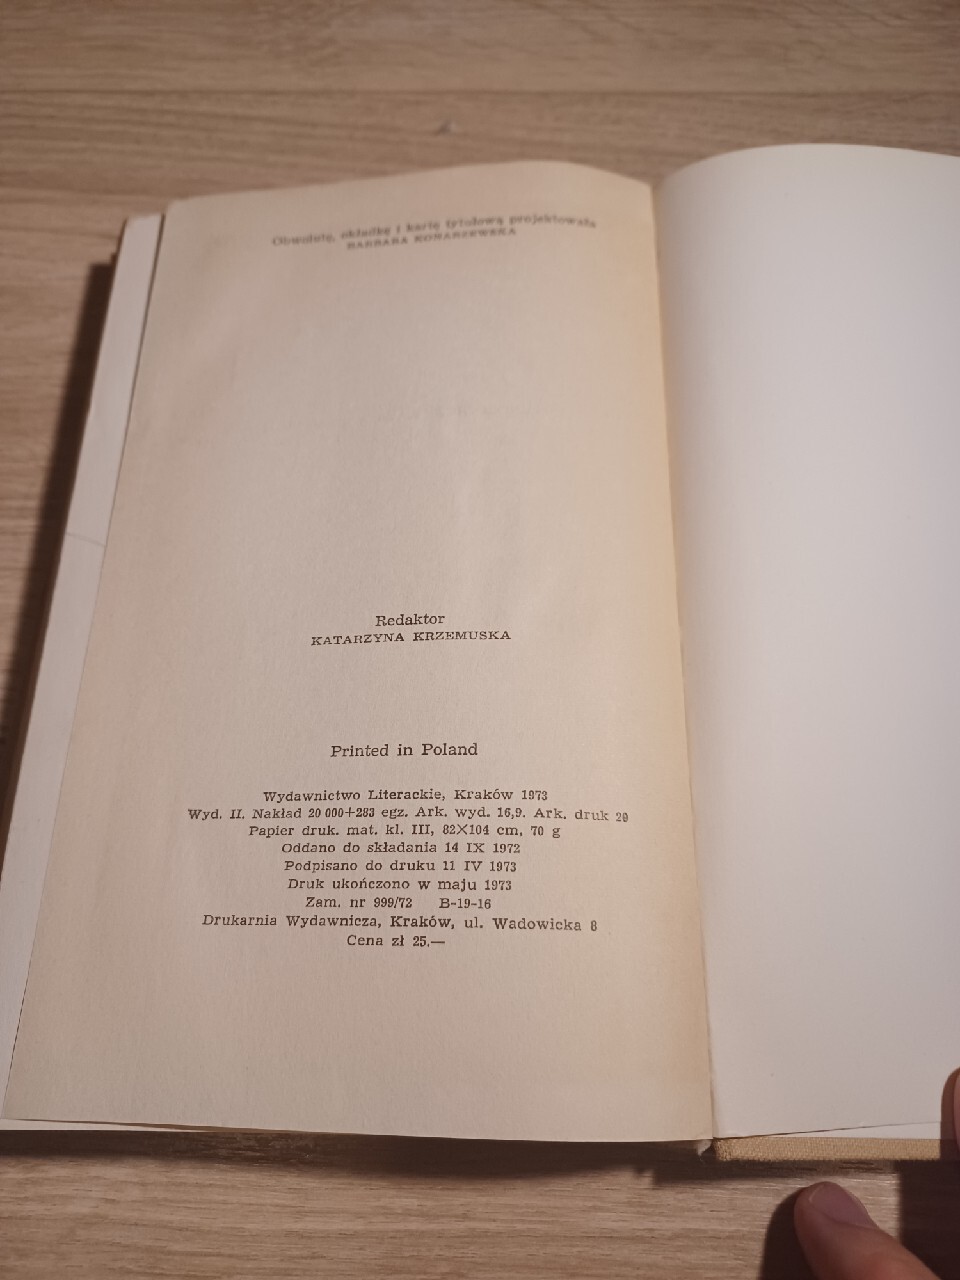 Obwolutę, okładkę i kartę tytułową projektowała
BARBARA KONARZEWSKA
Redaktor
KATARZYNA KRZEMUSKA
Printed in Poland
Wydawnictwo Literackie, Kraków 1973
Wyd. II. Nakład 20 000+283 egz. Ark. wyd. 16,9. Ark. druk 20
Papier druk. mat. kl. III, 82×104 cm, 70 g
Oddano do składania 14 IX 1972
Podpisano do druku 11 IV 1973
Druk ukończono w maju 1973
Zam. nr 999/72 B-19-16
Drukarnia Wydawnicza, Kraków, ul. Wadowicka 8
Cena zł 25.—